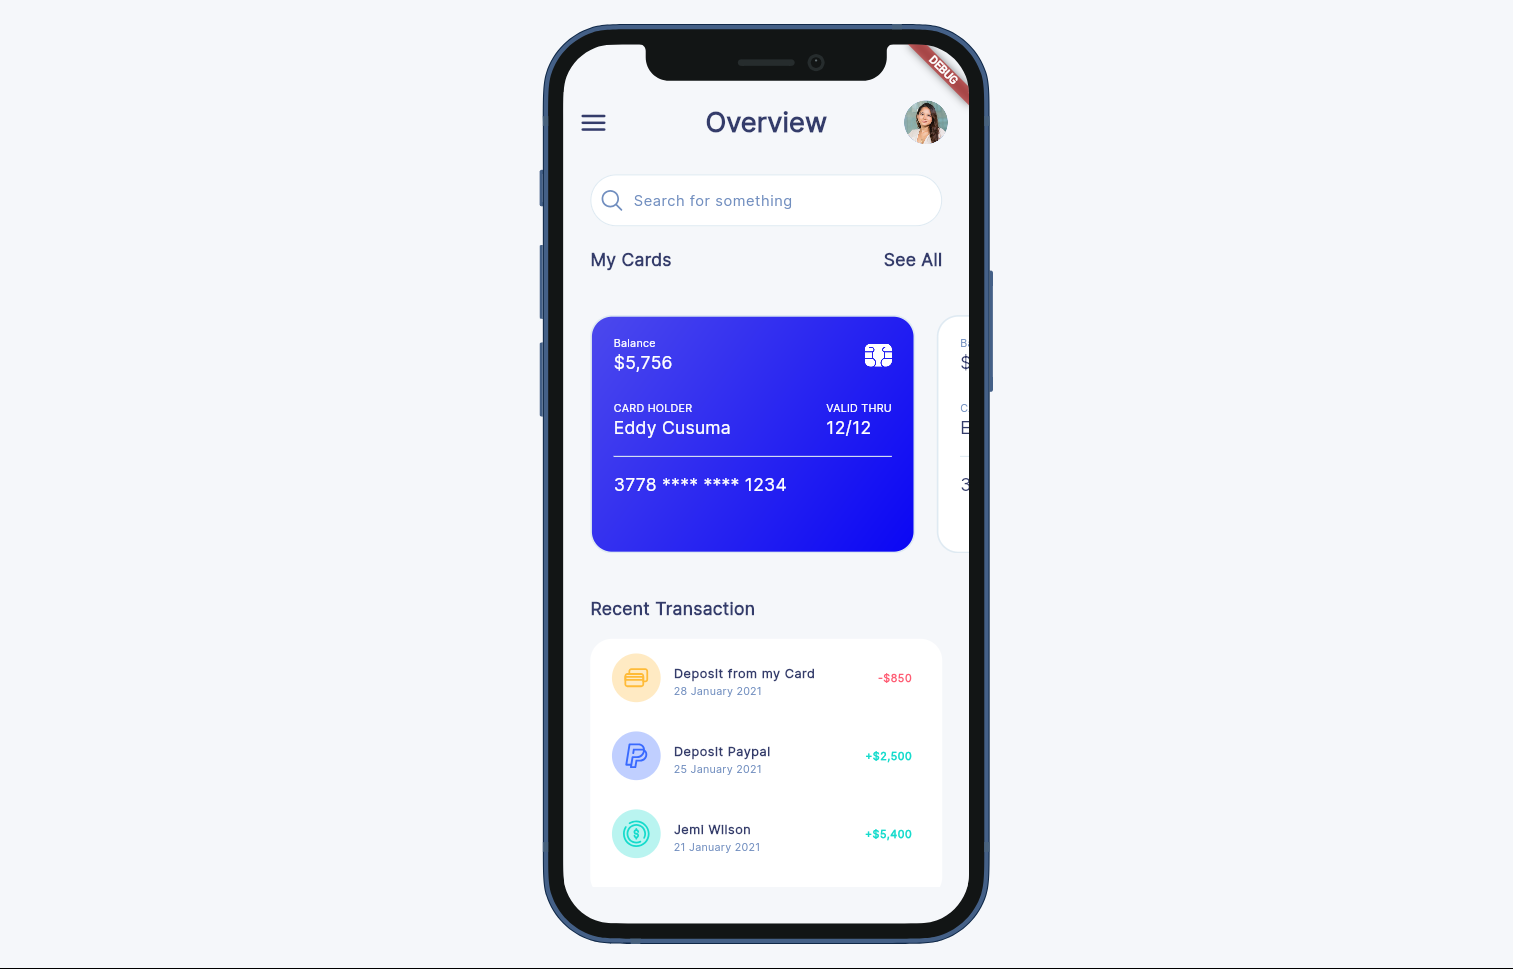 DEBUG
Overview
Search for something
My Cards
See All
Balance
$5,756
CARD HOLDER
VALID THRU
Eddy Cusuma
12/12
3778 **** **** 1234
Recent Transaction
Deposit from my Card
28 January 2021
-$850
Deposit Paypal
25 January 2021
+$2,500
Jemi Wilson
21 January 2021
+$5,400